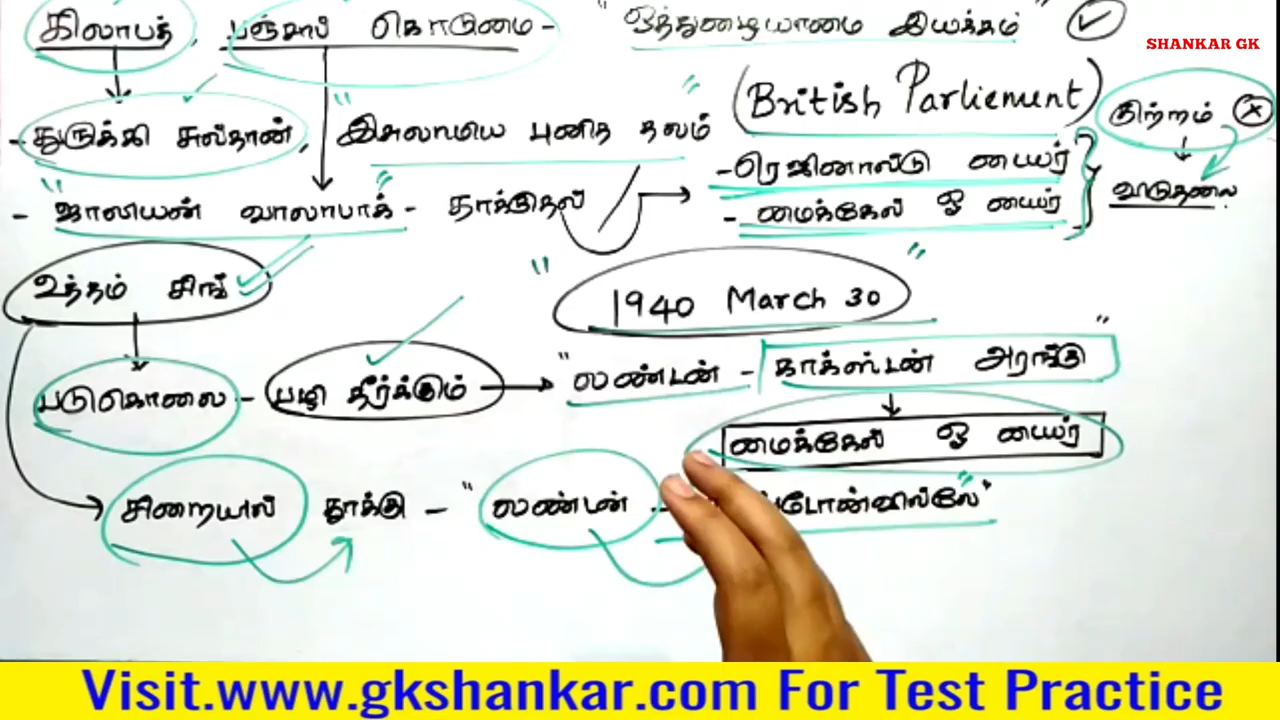 கிலாபத், பஞ்சாப் கொடுமை - "ஒத்துழையாமை இயக்கம்"
SHANKAR GK
(British Parliement)
குற்றம்
- துருக்கி சுல்தான், "இசுலாமிய புனித தலம்"
- ரெஜினால்டு டையர்
விடுதலை
- "ஜாலியன் வாலாபாக்" - தாக்குதல்
- மைக்கேல் ஓ டையர்
உத்தம் சிங்
"1940 March 30"
படுகொலை - பழி தீர்க்கும் "லண்டன் - காக்ஸ்டன் அரங்கு"
மைக்கேல் ஓ டையர்
சிறையில் தூக்கு - "லண்டன்
Visit.www.gkshankar.com For Test Practice